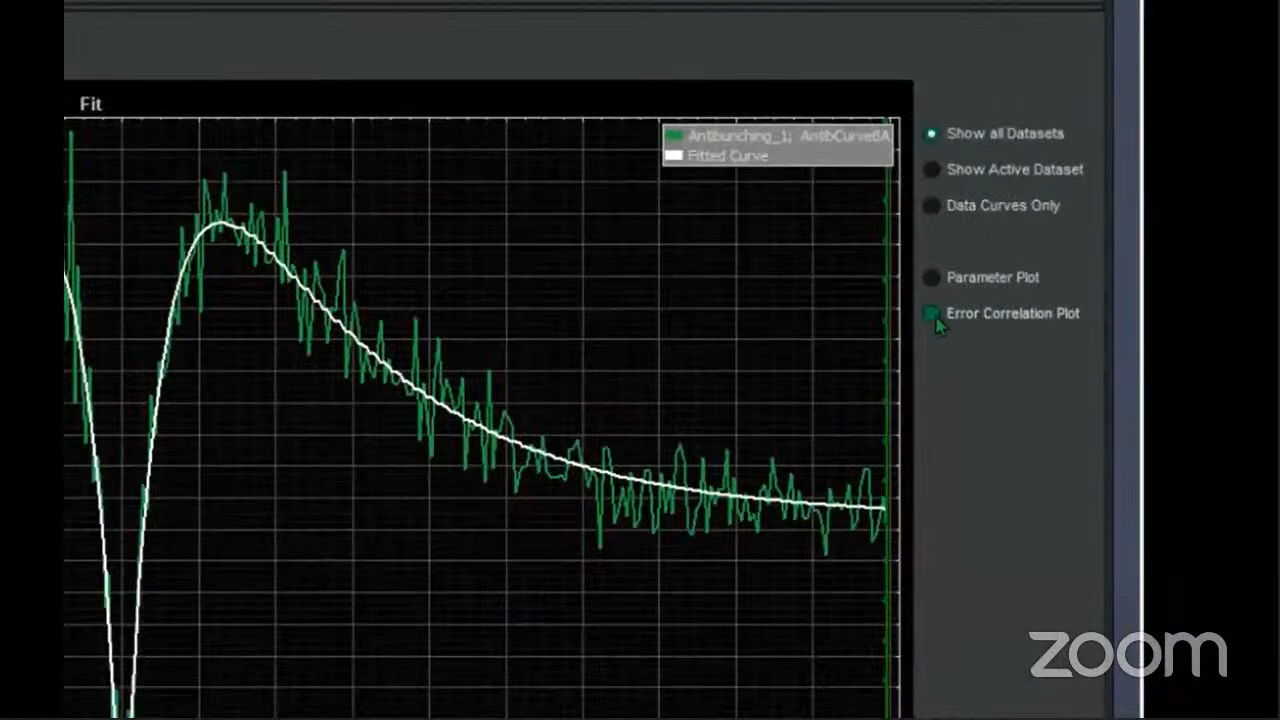 Fit
Antibunching_1; AntibCurveBA
Fitted Curve
Show all Datasets
Show Active Dataset
Data Curves Only
Parameter Plot
Error Correlation Plot
zoom